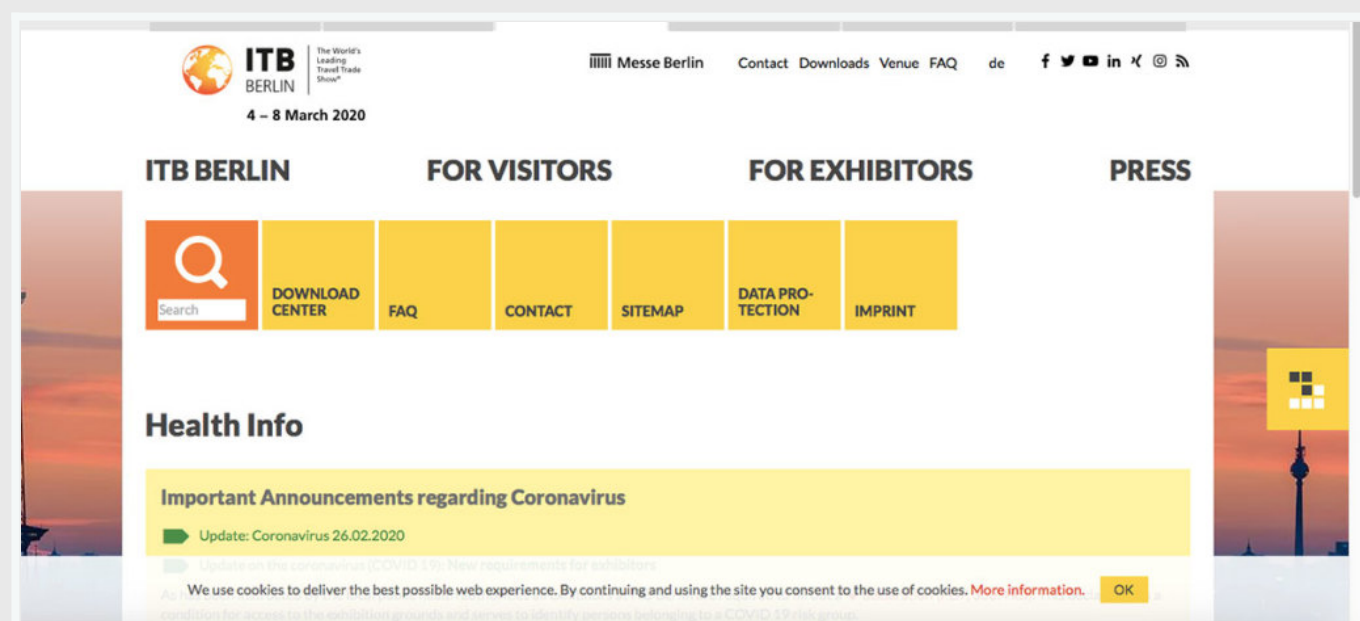 ITB
BERLIN
The World's
Leading
Travel Trade
Show®
4 – 8 March 2020
Messe Berlin
Contact Downloads Venue FAQ de
ITB BERLIN FOR VISITORS FOR EXHIBITORS PRESS
Search
DOWNLOAD
CENTER
FAQ
CONTACT
SITEMAP
DATA PRO-
TECTION
IMPRINT
Health Info
Important Announcements regarding Coronavirus
Update: Coronavirus 26.02.2020
Update on the coronavirus (COVID 19): New requirements for exhibitors
We use cookies to deliver the best possible web experience. By continuing and using the site you consent to the use of cookies. More information. OK
condition for access to the exhibition grounds and serves to identify persons belonging to a COVID 19 risk group.